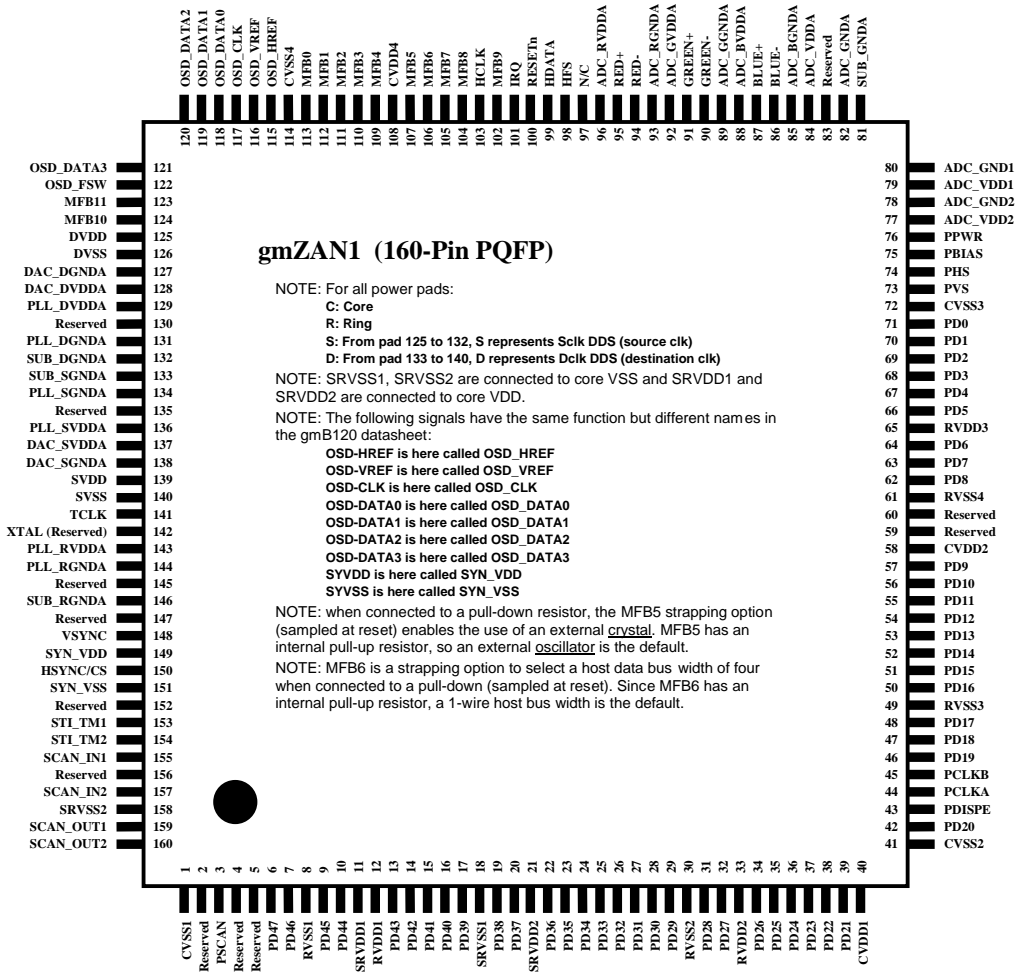 OSD_DATA2 120
OSD_DATA1 119
OSD_DATA0 118
OSD_CLK 117
OSD_VREF 116
OSD_HREF 115
CVSS4 114
MFB0 113
MFB1 112
MFB2 111
MFB3 110
MFB4 109
CVDD4 108
MFB5 107
MFB6 106
MFB7 105
MFB8 104
HCLK 103
MFB9 102
IRQ 101
RESETn 100
HDATA 99
HFS 98
N/C 97
ADC_RVDDA 96
RED+ 95
RED- 94
ADC_RGNDA 93
ADC_GVDDA 92
GREEN+ 91
GREEN- 90
ADC_GGNDA 89
ADC_BVDDA 88
BLUE+ 87
BLUE- 86
ADC_BGNDA 85
ADC_VDDA 84
Reserved 83
ADC_GNDA 82
SUB_GNDA 81
OSD_DATA3 121
OSD_FSW 122
MFB11 123
MFB10 124
DVDD 125
DVSS 126
DAC_DGNDA 127
DAC_DVDDA 128
PLL_DVDDA 129
Reserved 130
PLL_DGNDA 131
SUB_DGNDA 132
SUB_SGNDA 133
PLL_SGNDA 134
Reserved 135
PLL_SVDDA 136
DAC_SVDDA 137
DAC_SGNDA 138
SVDD 139
SVSS 140
TCLK 141
XTAL (Reserved) 142
PLL_RVDDA 143
PLL_RGNDA 144
Reserved 145
SUB_RGNDA 146
Reserved 147
VSYNC 148
SYN_VDD 149
HSYNC/CS 150
SYN_VSS 151
Reserved 152
STI_TM1 153
STI_TM2 154
SCAN_IN1 155
Reserved 156
SCAN_IN2 157
SRVSS2 158
SCAN_OUT1 159
SCAN_OUT2 160
gmZAN1 (160-Pin PQFP)
NOTE: For all power pads:
C: Core
R: Ring
S: From pad 125 to 132, S represents Sclk DDS (source clk)
D: From pad 133 to 140, D represents Dclk DDS (destination clk)
NOTE: SRVSS1, SRVSS2 are connected to core VSS and SRVDD1 and
SRVDD2 are connected to core VDD.
NOTE: The following signals have the same function but different names in
the gmB120 datasheet:
OSD-HREF is here called OSD_HREF
OSD-VREF is here called OSD_VREF
OSD-CLK is here called OSD_CLK
OSD-DATA0 is here called OSD_DATA0
OSD-DATA1 is here called OSD_DATA1
OSD-DATA2 is here called OSD_DATA2
OSD-DATA3 is here called OSD_DATA3
SYVDD is here called SYN_VDD
SYVSS is here called SYN_VSS
NOTE: when connected to a pull-down resistor, the MFB5 strapping option
(sampled at reset) enables the use of an external crystal. MFB5 has an
internal pull-up resistor, so an external oscillator is the default.
NOTE: MFB6 is a strapping option to select a host data bus width of four
when connected to a pull-down (sampled at reset). Since MFB6 has an
internal pull-up resistor, a 1-wire host bus width is the default.
80 ADC_GND1
79 ADC_VDD1
78 ADC_GND2
77 ADC_VDD2
76 PPWR
75 PBIAS
74 PHS
73 PVS
72 CVSS3
71 PD0
70 PD1
69 PD2
68 PD3
67 PD4
66 PD5
65 RVDD3
64 PD6
63 PD7
62 PD8
61 RVSS4
60 Reserved
59 Reserved
58 CVDD2
57 PD9
56 PD10
55 PD11
54 PD12
53 PD13
52 PD14
51 PD15
50 PD16
49 RVSS3
48 PD17
47 PD18
46 PD19
45 PCLKB
44 PCLKA
43 PDISPE
42 PD20
41 CVSS2
1 CVSS1
2 Reserved
3 PSCAN
4 Reserved
5 Reserved
6 PD47
7 PD46
8 RVSS1
9 PD45
10 PD44
11 SRVDD1
12 RVDD1
13 PD43
14 PD42
15 PD41
16 PD40
17 PD39
18 SRVSS1
19 PD38
20 PD37
21 SRVDD2
22 PD36
23 PD35
24 PD34
25 PD33
26 PD32
27 PD31
28 PD30
29 PD29
30 RVSS2
31 PD28
32 PD27
33 RVDD2
34 PD26
35 PD25
36 PD24
37 PD23
38 PD22
39 PD21
40 CVDD1